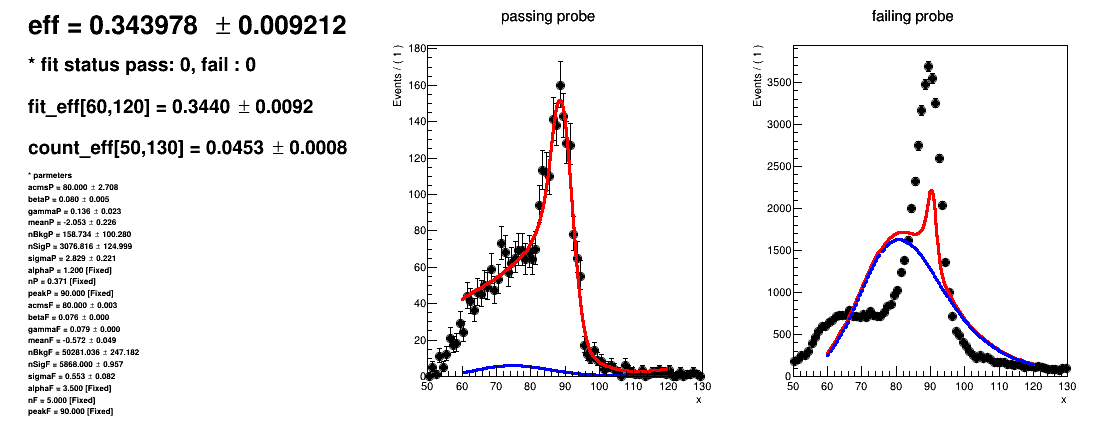 eff = 0.343978 ± 0.009212
* fit status pass: 0, fail : 0
fit_eff[60,120] = 0.3440 ± 0.0092
count_eff[50,130] = 0.0453 ± 0.0008
* parmeters
acmsP = 80.000 ± 2.708
betaP = 0.080 ± 0.005
gammaP = 0.136 ± 0.023
meanP = -2.053 ± 0.226
nBkgP = 158.734 ± 100.280
nSigP = 3076.816 ± 124.999
sigmaP = 2.829 ± 0.221
alphaP = 1.200 [Fixed]
nP = 0.371 [Fixed]
peakP = 90.000 [Fixed]
acmsF = 80.000 ± 0.003
betaF = 0.076 ± 0.000
gammaF = 0.079 ± 0.000
meanF = -0.572 ± 0.049
nBkgF = 50281.036 ± 247.182
nSigF = 5868.000 ± 0.957
sigmaF = 0.553 ± 0.082
alphaF = 3.500 [Fixed]
nF = 5.000 [Fixed]
peakF = 90.000 [Fixed]
passing probe
Events / ( 1 )
180
160
140
120
100
80
60
40
20
0
50 60 70 80 90 100 110 120 130
x
failing probe
Events / ( 1 )
3500
3000
2500
2000
1500
1000
500
0
50 60 70 80 90 100 110 120 130
x